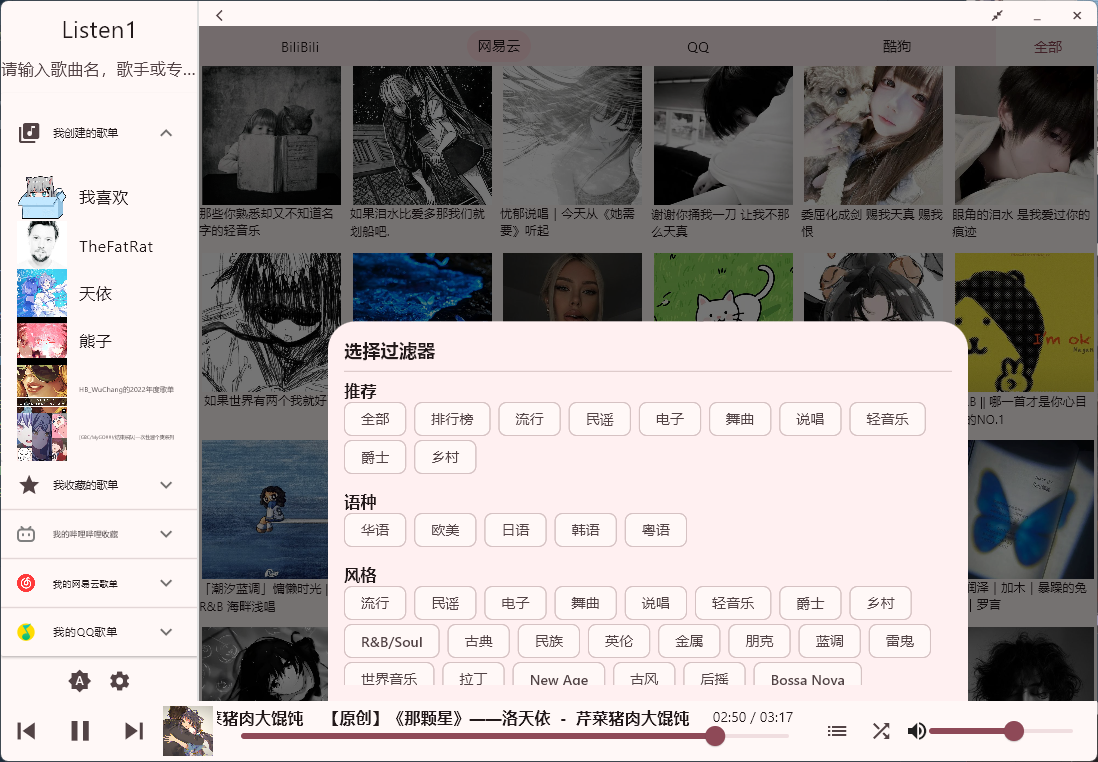 Listen1
请输入歌曲名，歌手或专…
我创建的歌单
我喜欢
TheFatRat
天依
熊子
HB_WuChang的2022年度歌单
我收藏的歌单
我的哔哩哔哩收藏
我的网易云歌单
我的QQ歌单
BiliBili
网易云
QQ
酷狗
全部
那些你熟悉却又不知道名
字的轻音乐
如果泪水比爱多那我们就
划船吧.
忧郁说唱｜今天从《她需
要》听起
谢谢你捅我一刀 让我不那
么天真
委屈化成剑 赐我天真 赐我
恨
眼角的泪水 是我爱过你的
痕迹
I'm ok
如果世界有两个我就好
B || 哪一首才是你心目
的NO.1
「潮汐蓝调」慵懒时光 |
R&B 海畔浅唱
润泽｜加木｜暴躁的兔
｜罗言
选择过滤器
推荐
全部 排行榜 流行 民谣 电子 舞曲 说唱 轻音乐
爵士 乡村
语种
华语 欧美 日语 韩语 粤语
风格
流行 民谣 电子 舞曲 说唱 轻音乐 爵士 乡村
R&B/Soul 古典 民族 英伦 金属 朋克 蓝调 雷鬼
世界音乐 拉丁 New Age 古风 后摇 Bossa Nova
菜猪肉大馄饨 【原创】《那颗星》——洛天依 - 芹菜猪肉大馄饨
02:50 / 03:17